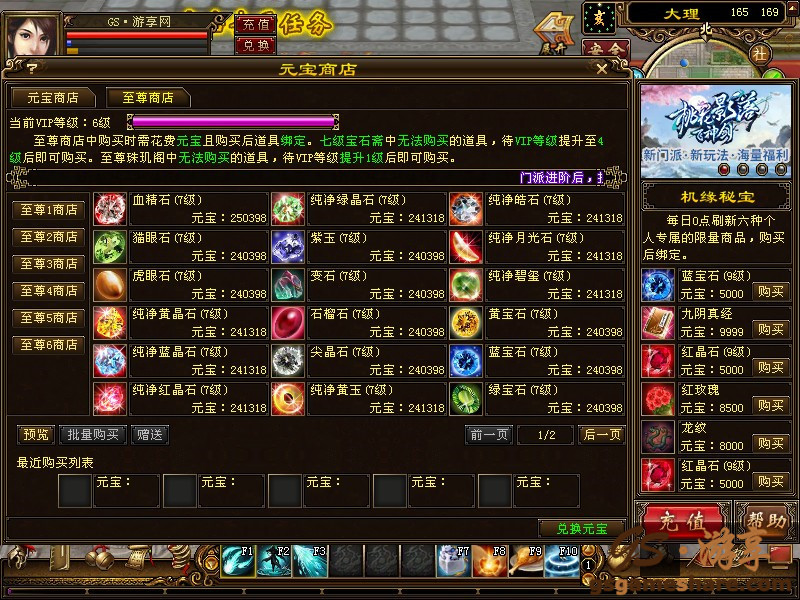 GS·游享网
充值
兑换
任务
亥
大理
165 169
北
安全
社
?
元宝商店
×
元宝商店
至尊商店
当前VIP等级：6级
至尊商店中购买时需花费元宝且购买后道具绑定。七级宝石斋中无法购买的道具，待VIP等级提升至4
级后即可购买。至尊珠玑阁中无法购买的道具，待VIP等级提升1级后即可购买。
门派进阶后，
至尊1商店
至尊2商店
至尊3商店
至尊4商店
至尊5商店
至尊6商店
血精石(7级)
元宝：250398
纯净绿晶石(7级)
元宝：241318
纯净皓石(7级)
元宝：241318
猫眼石(7级)
元宝：240398
紫玉(7级)
元宝：240398
纯净月光石(7级)
元宝：241318
虎眼石(7级)
元宝：240398
变石(7级)
元宝：240398
纯净碧玺(7级)
元宝：241318
纯净黄晶石(7级)
元宝：241318
石榴石(7级)
元宝：240398
黄宝石(7级)
元宝：240398
纯净蓝晶石(7级)
元宝：241318
尖晶石(7级)
元宝：240398
蓝宝石(7级)
元宝：240398
纯净红晶石(7级)
元宝：241318
纯净黄玉(7级)
元宝：241318
绿宝石(7级)
元宝：240398
预览
批量购买
赠送
前一页
1/2
后一页
最近购买列表
元宝：
元宝：
元宝：
元宝：
元宝：
兑换元宝
桃花影落
新门派·新玩法·海量福利
机缘秘宝
每日0点刷新六种个
人专属的限量商品，购买
后绑定。
蓝宝石(9级)
元宝：5000
购买
九阴真经
元宝：9999
购买
红晶石(9级)
元宝：5000
购买
红玫瑰
元宝：8500
购买
龙纹
元宝：8000
购买
红晶石(9级)
元宝：5000
购买
充值
帮助
F1
F2
F3
F7
F8
F9
F10
1
GS·游享
gsgameshare.com